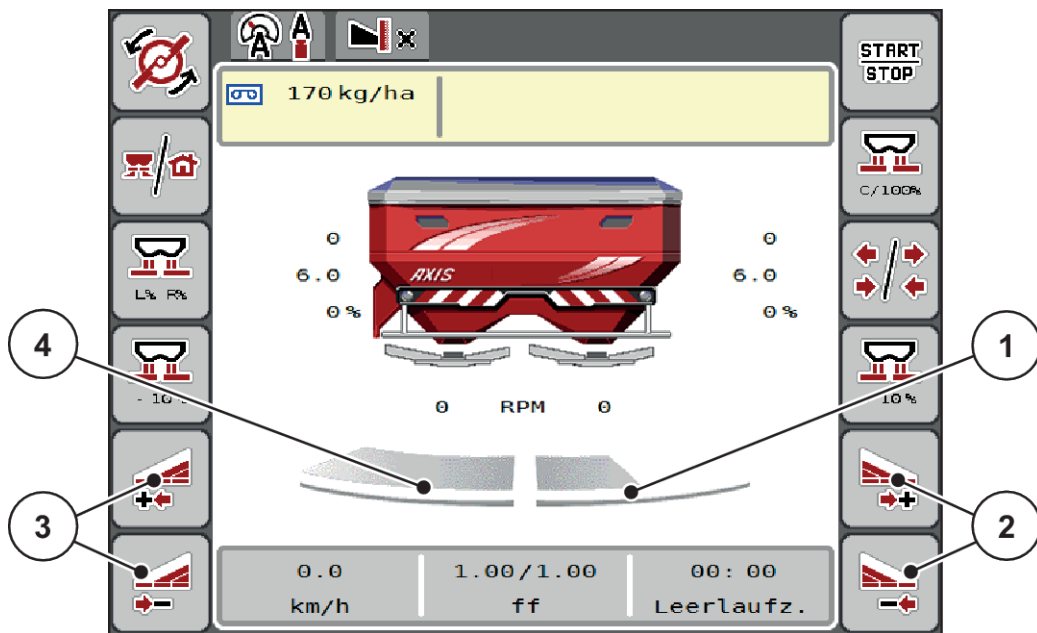 A A x
START
STOP
170 kg/ha
C/100%
0 0
6.0 6.0
AXIS
0% 0%
L% R%
4
1
- 10%
10%
0 RPM 0
3
2
0.0 1.00/1.00 00:00
km/h ff Leerlaufz.